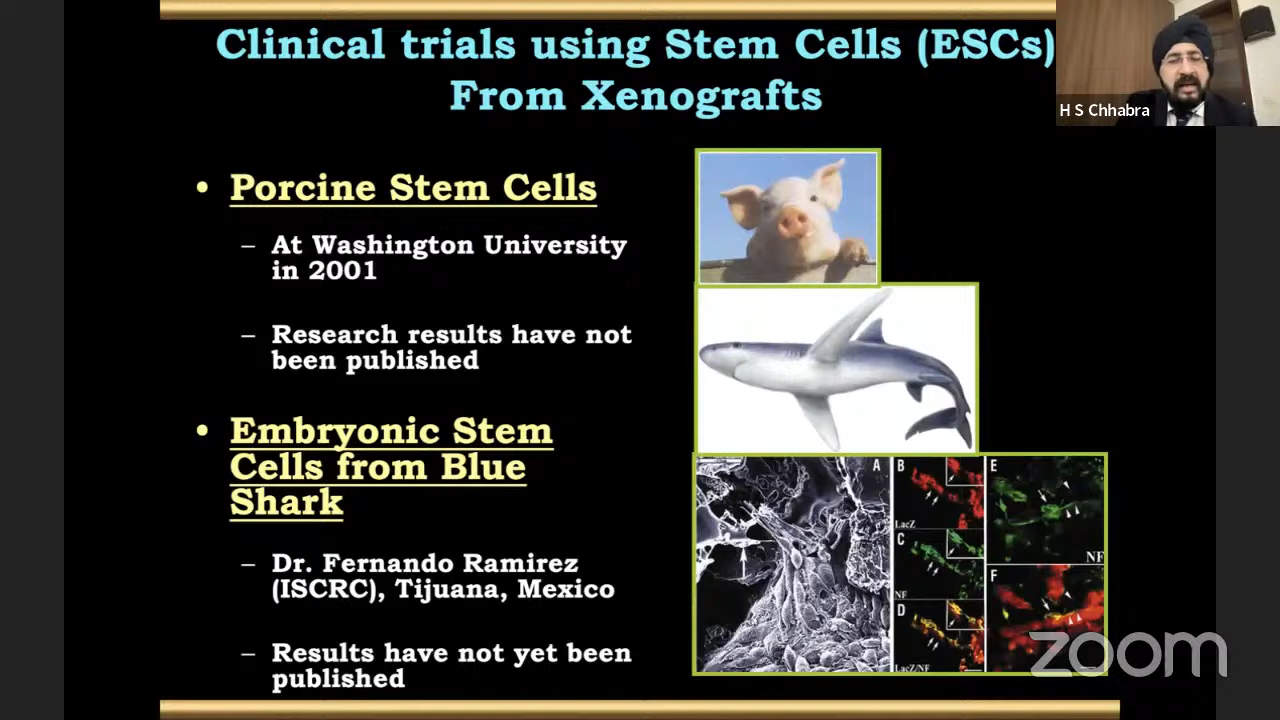 Clinical trials using Stem Cells (ESCs)
From Xenografts
H S Chhabra
• Porcine Stem Cells
– At Washington University
in 2001
– Research results have not
been published
• Embryonic Stem
Cells from Blue
Shark
– Dr. Fernando Ramirez
(ISCRC), Tijuana, Mexico
– Results have not yet been
published
A
B
LacZ
C
NF
D
LacZ/NF
E
NF
F
zoom